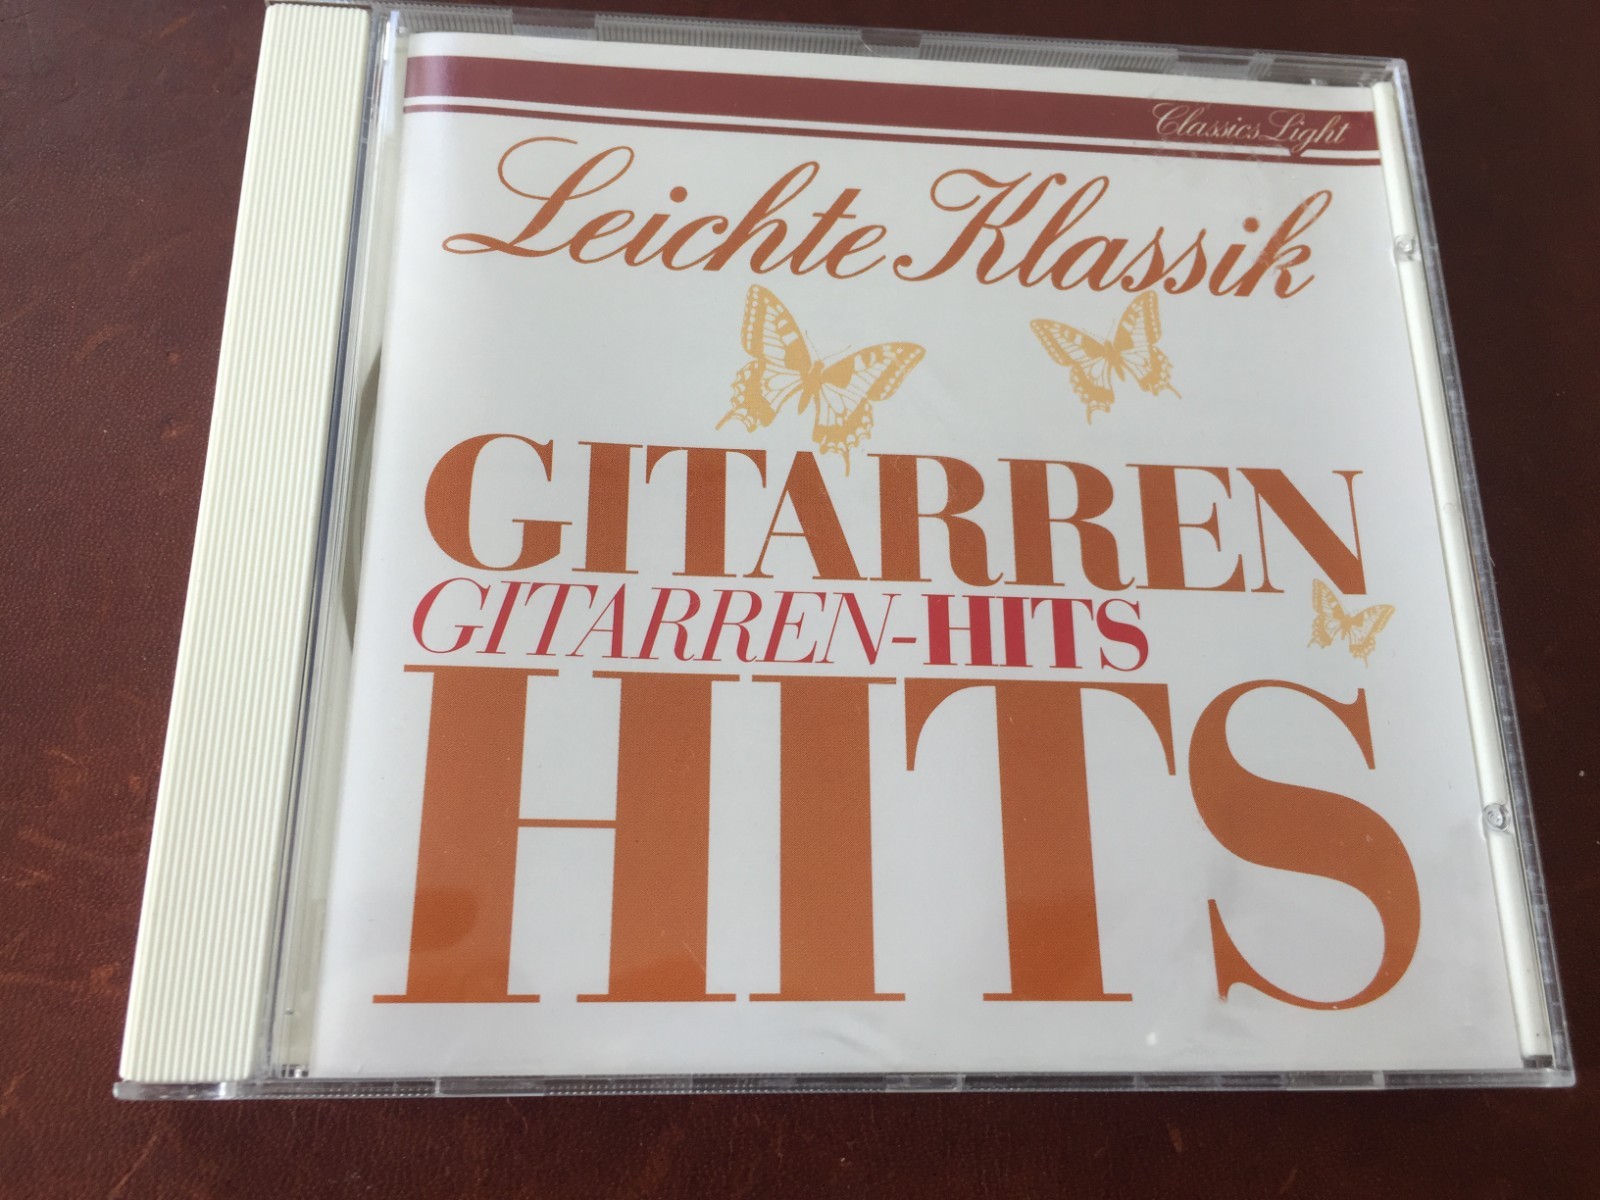 Classics Light
Leichte Klassik
GITARREN
GITARREN-HITS
HITS